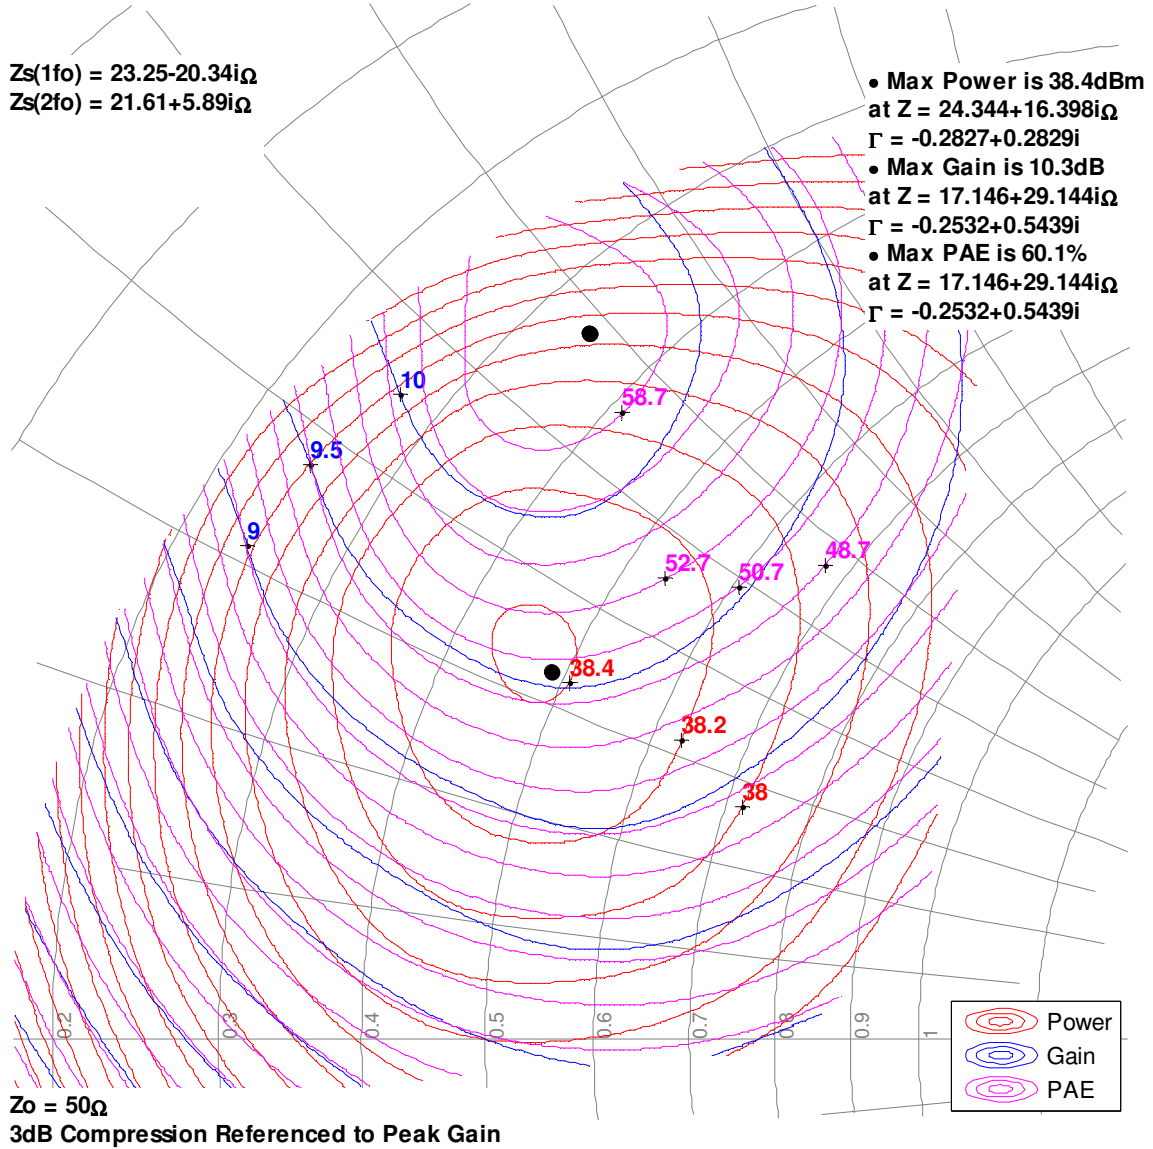 Zs(1fo) = 23.25-20.34iΩ
Zs(2fo) = 21.61+5.89iΩ
● Max Power is 38.4dBm
at Z = 24.344+16.398iΩ
Γ = -0.2827+0.2829i
● Max Gain is 10.3dB
at Z = 17.146+29.144iΩ
Γ = -0.2532+0.5439i
● Max PAE is 60.1%
at Z = 17.146+29.144iΩ
Γ = -0.2532+0.5439i
10
58.7
9.5
9
52.7
50.7
48.7
38.4
38.2
38
0.2
0.3
0.4
0.5
0.6
0.7
0.8
0.9
1
Power
Gain
PAE
Zo = 50Ω
3dB Compression Referenced to Peak Gain